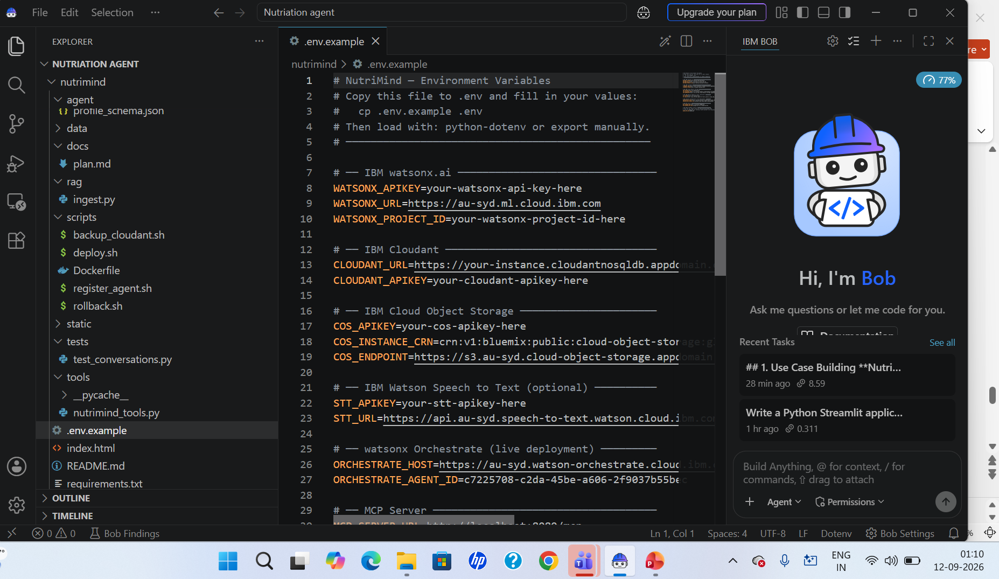 File Edit Selection ···
Nutriation agent
Upgrade your plan
EXPLORER
NUTRIATION AGENT
nutrimind
agent
profile_schema.json
data
docs
plan.md
rag
ingest.py
scripts
backup_cloudant.sh
deploy.sh
Dockerfile
register_agent.sh
rollback.sh
static
tests
test_conversations.py
tools
__pycache__
nutrimind_tools.py
.env.example
index.html
README.md
requirements.txt
OUTLINE
TIMELINE
.env.example
nutrimind > .env.example
1 # NutriMind — Environment Variables
2 # Copy this file to .env and fill in your values:
3 #   cp .env.example .env
4 # Then load with: python-dotenv or export manually.
5 # ─────────────────────────────────────────────────
6
7 # ── IBM watsonx.ai ────────────────────────────────
8 WATSONX_APIKEY=your-watsonx-api-key-here
9 WATSONX_URL=https://au-syd.ml.cloud.ibm.com
10 WATSONX_PROJECT_ID=your-watsonx-project-id-here
11
12 # ── IBM Cloudant ──────────────────────────────────
13 CLOUDANT_URL=https://your-instance.cloudantnosqldb.appdomain.
14 CLOUDANT_APIKEY=your-cloudant-apikey-here
15
16 # ── IBM Cloud Object Storage ──────────────────────
17 COS_APIKEY=your-cos-apikey-here
18 COS_INSTANCE_CRN=crn:v1:bluemix:public:cloud-object-storage:g
19 COS_ENDPOINT=https://s3.au-syd.cloud-object-storage.appdomain
20
21 # ── IBM Watson Speech to Text (optional) ──────────
22 STT_APIKEY=your-stt-apikey-here
23 STT_URL=https://api.au-syd.speech-to-text.watson.cloud.ibm.com
24
25 # ── watsonx Orchestrate (live deployment) ─────────
26 ORCHESTRATE_HOST=https://au-syd.watson-orchestrate.cloud.ibm.
27 ORCHESTRATE_AGENT_ID=c7225708-c2da-45be-a606-2f9037b55bec
28
29 # ── MCP Server ────────────────────────────────────
30 MCP_SERVER_URL=http://localhost:8080/mcp
IBM BOB
77%
Hi, I'm Bob
Ask me questions or let me code for you.
Documentation
Recent Tasks See all
## 1. Use Case Building **Nutri...
28 min ago 8.59
Write a Python Streamlit applic...
1 hr ago 0.311
Build Anything, @ for context, / for
commands, ⇧ drag to attach
Agent Permissions
0 0 Bob Findings
Ln 1, Col 1 Spaces: 4 UTF-8 LF Dotenv Bob Settings
re
%
ENG
IN
01:10
12-09-2026